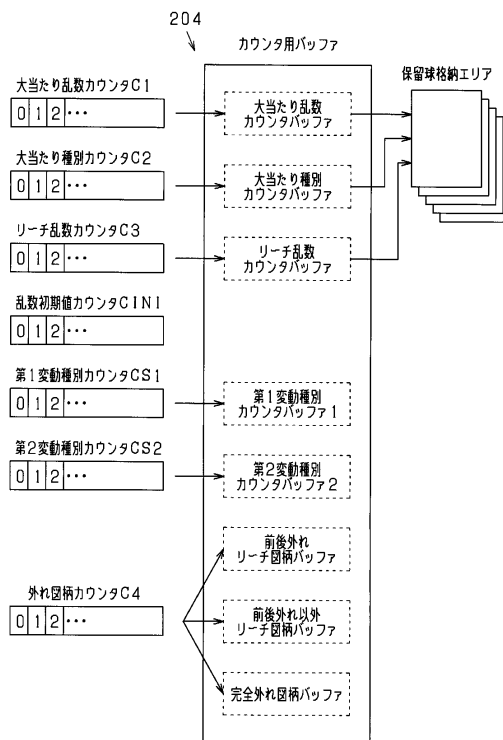 204
カウンタ用バッファ
保留球格納エリア
大当たり乱数カウンタC1
0 1 2 ･･･
大当たり乱数
カウンタバッファ
大当たり種別カウンタC2
0 1 2 ･･･
大当たり種別
カウンタバッファ
リーチ乱数カウンタC3
0 1 2 ･･･
リーチ乱数
カウンタバッファ
乱数初期値カウンタCINI
0 1 2 ･･･
第1変動種別カウンタCS1
0 1 2 ･･･
第1変動種別
カウンタバッファ1
第2変動種別カウンタCS2
0 1 2 ･･･
第2変動種別
カウンタバッファ2
前後外れ
リーチ図柄バッファ
外れ図柄カウンタC4
0 1 2 ･･･
前後外れ以外
リーチ図柄バッファ
完全外れ図柄バッファ